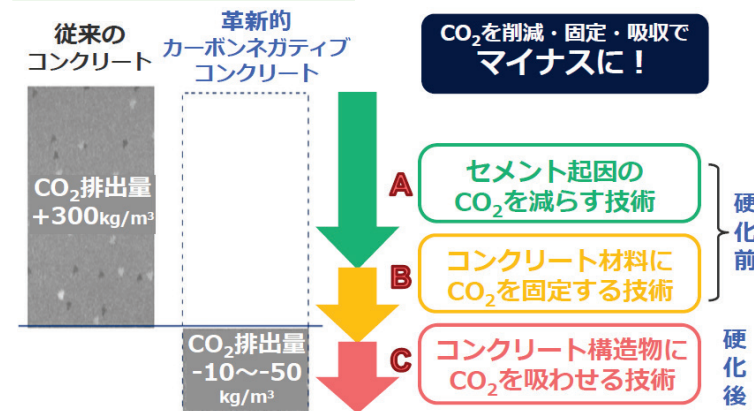 従来の
コンクリート
革新的
カーボンネガティブ
コンクリート
CO₂を削減・固定・吸収で
マイナスに！
CO₂排出量
+300kg/m³
CO₂排出量
-10～-50
kg/m³
A
セメント起因の
CO₂を減らす技術
B
コンクリート材料に
CO₂を固定する技術
硬化前
C
コンクリート構造物に
CO₂を吸わせる技術
硬化後